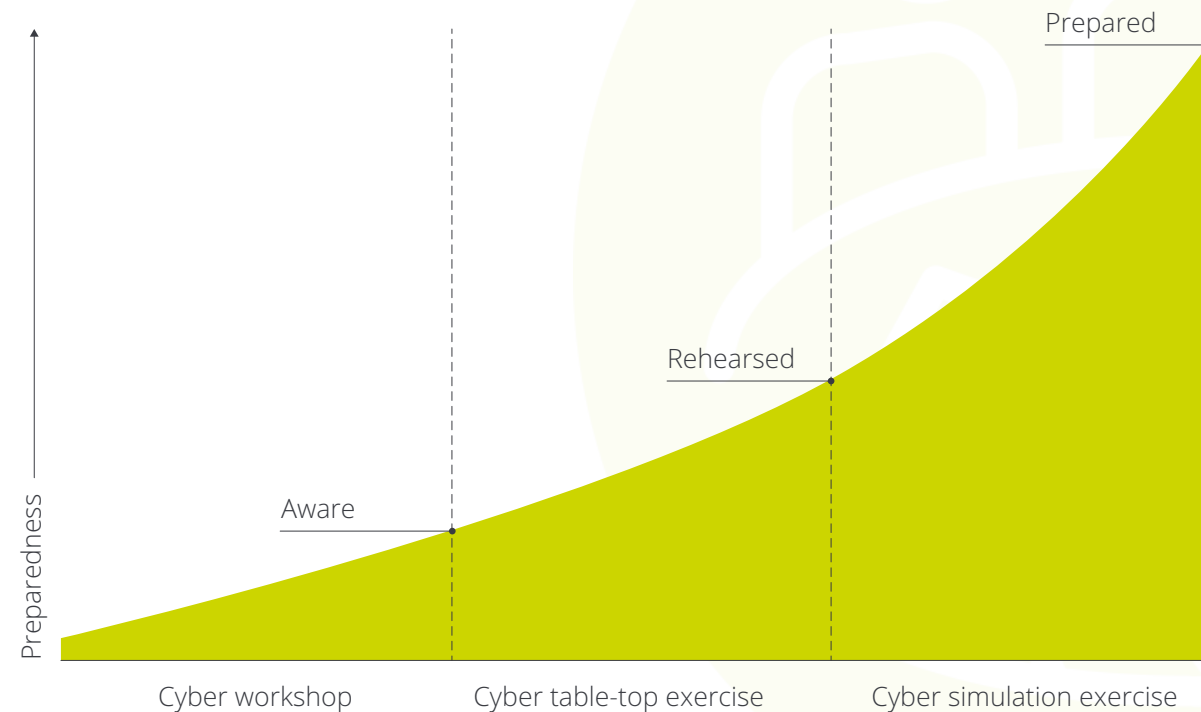 Prepared
Rehearsed
Aware
Preparedness
Cyber workshop
Cyber table-top exercise
Cyber simulation exercise